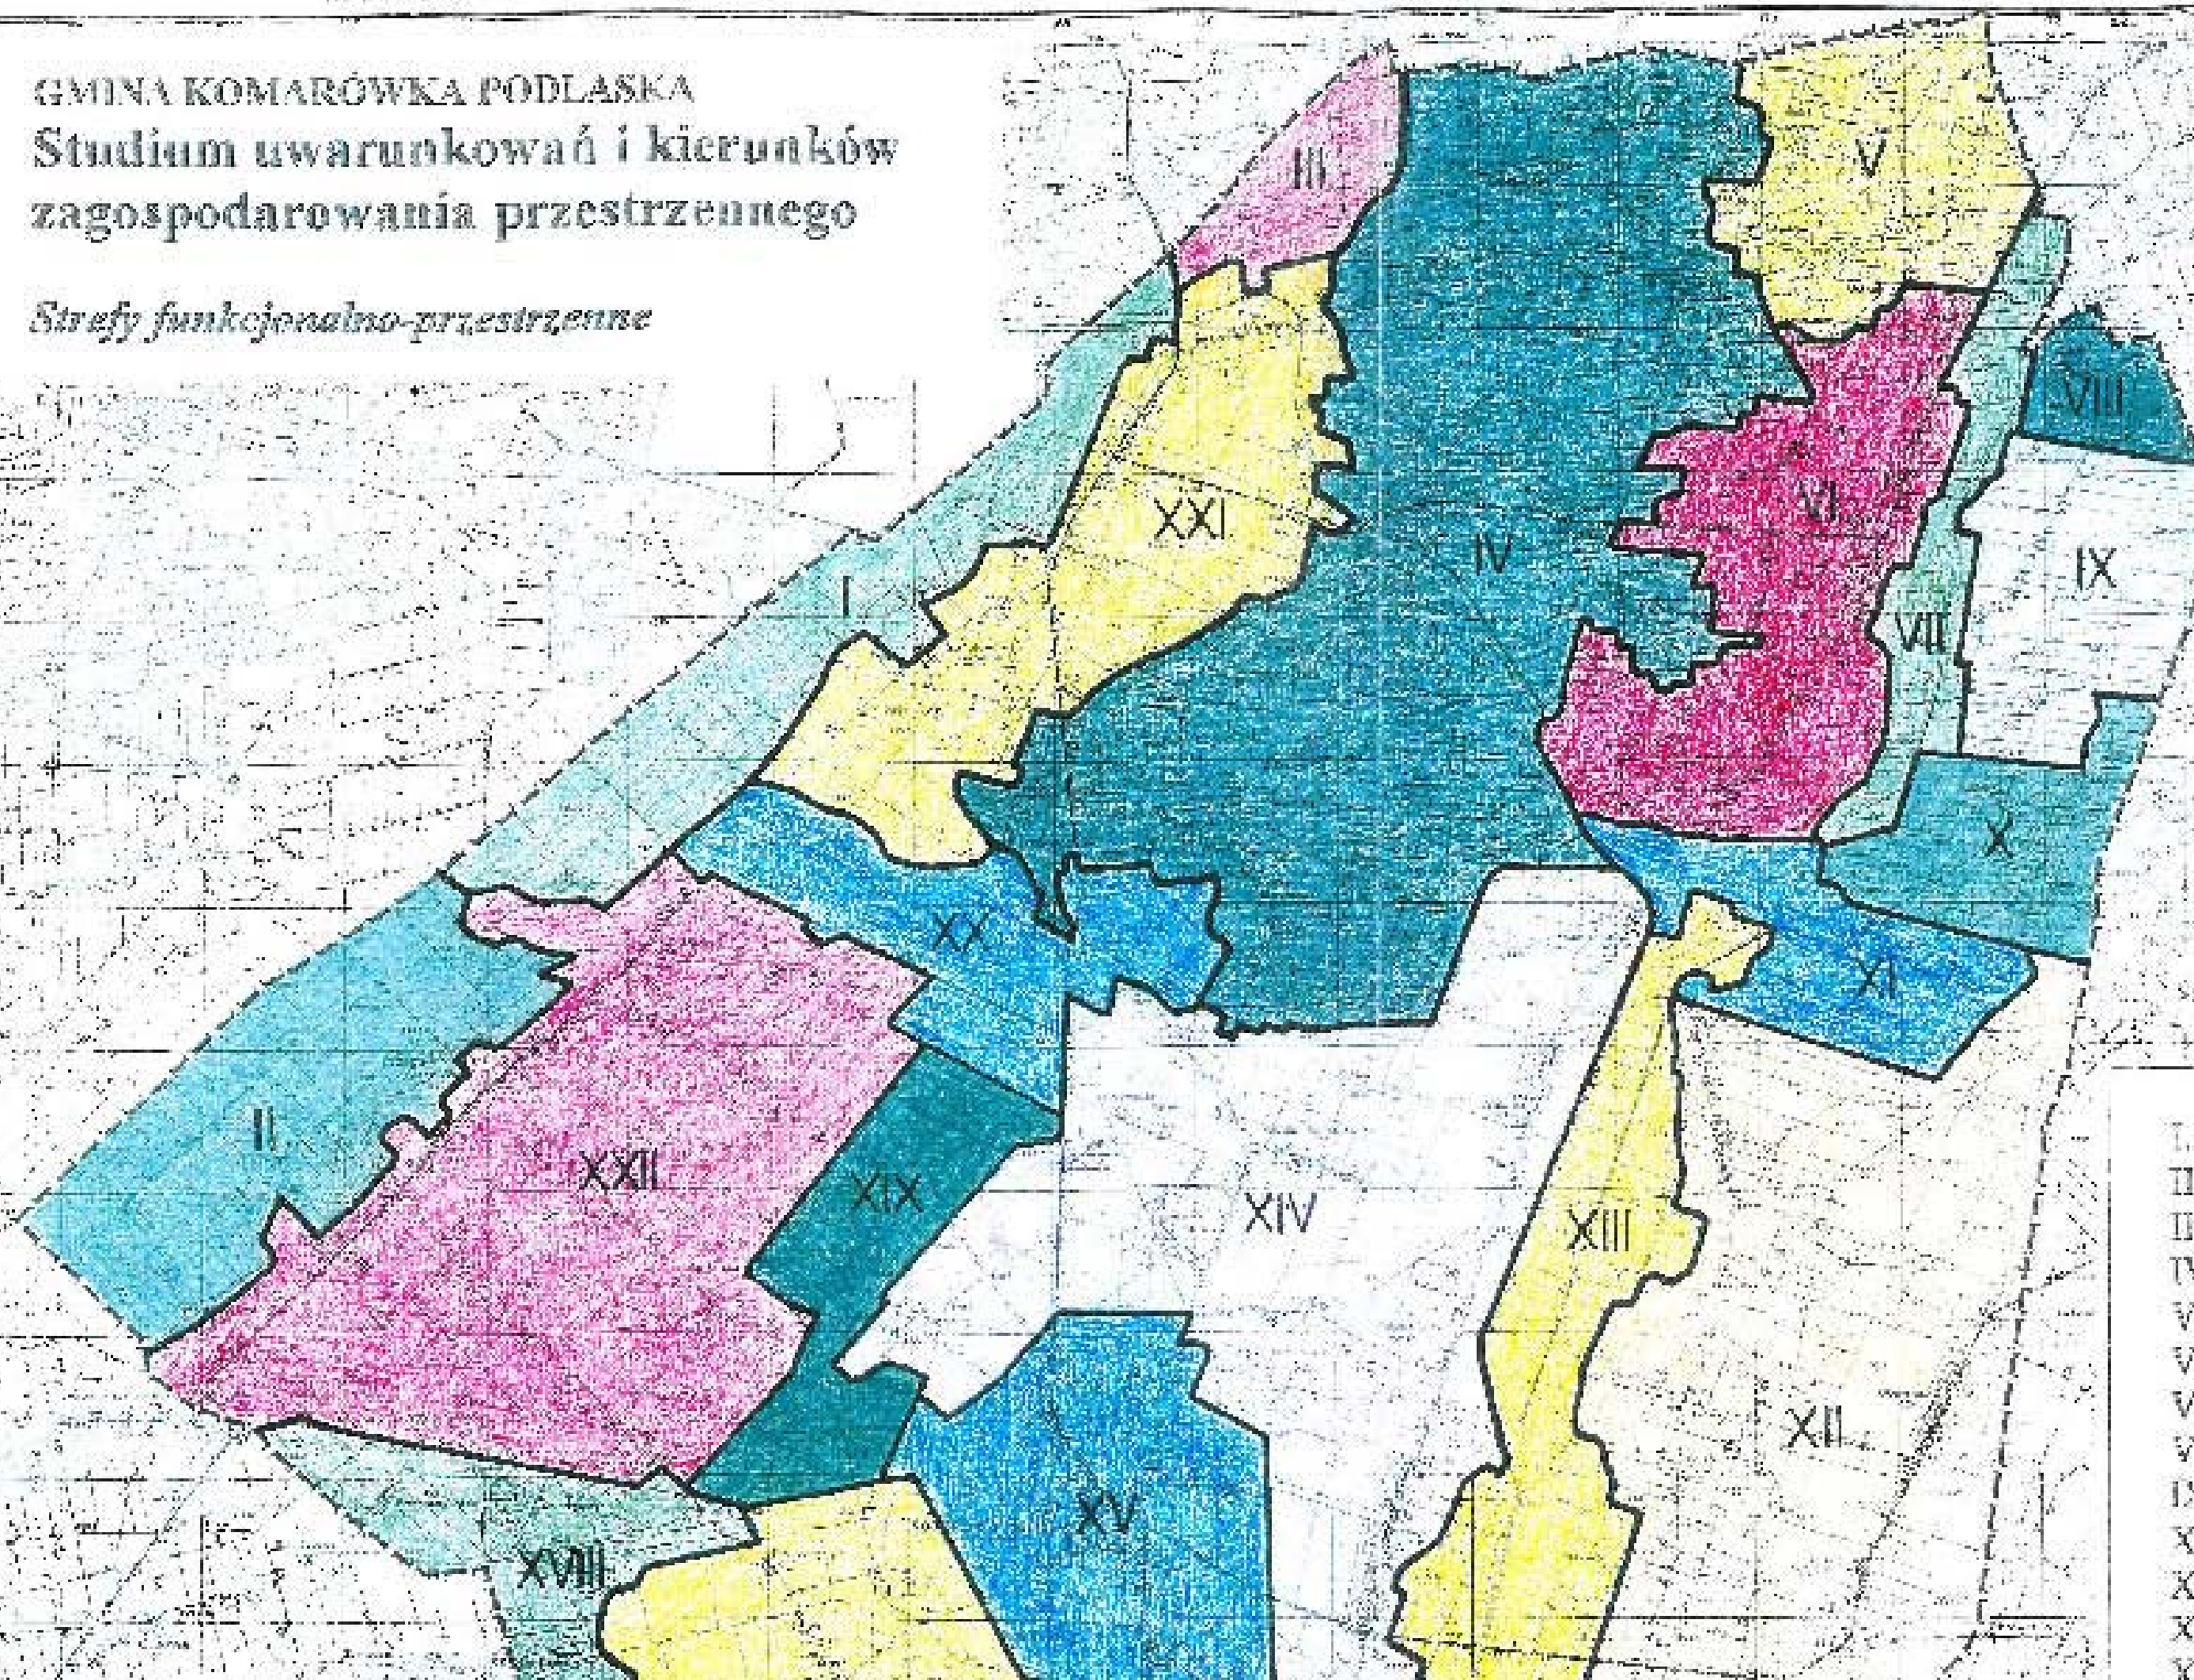 GMINA KOMARÓWKA PODLASKA
Studium uwarunkowań i kierunków
zagospodarowania przestrzennego
Strefy funkcjonalno-przestrzenne
III
V
VIII
XXI
VI
IV
IX
I
VII
X
XX
XI
II
XXII
XIX
XIV
XIII
XII
XV
XVIII